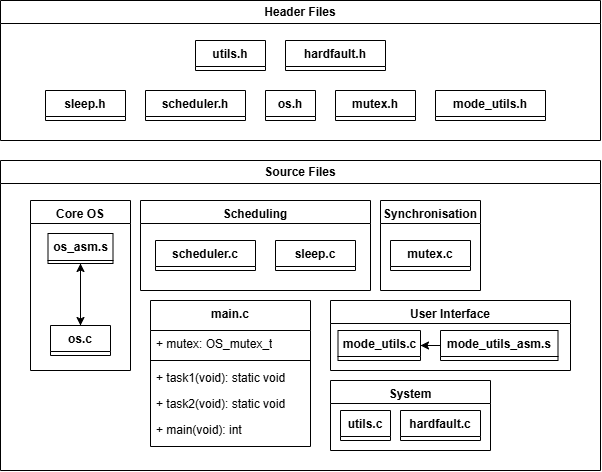 Header Files
utils.h
hardfault.h
sleep.h
scheduler.h
os.h
mutex.h
mode_utils.h
Source Files
Core OS
os_asm.s
os.c
Scheduling
scheduler.c
sleep.c
Synchronisation
mutex.c
main.c
+ mutex: OS_mutex_t
+ task1(void): static void
+ task2(void): static void
+ main(void): int
User Interface
mode_utils.c
mode_utils_asm.s
System
utils.c
hardfault.c